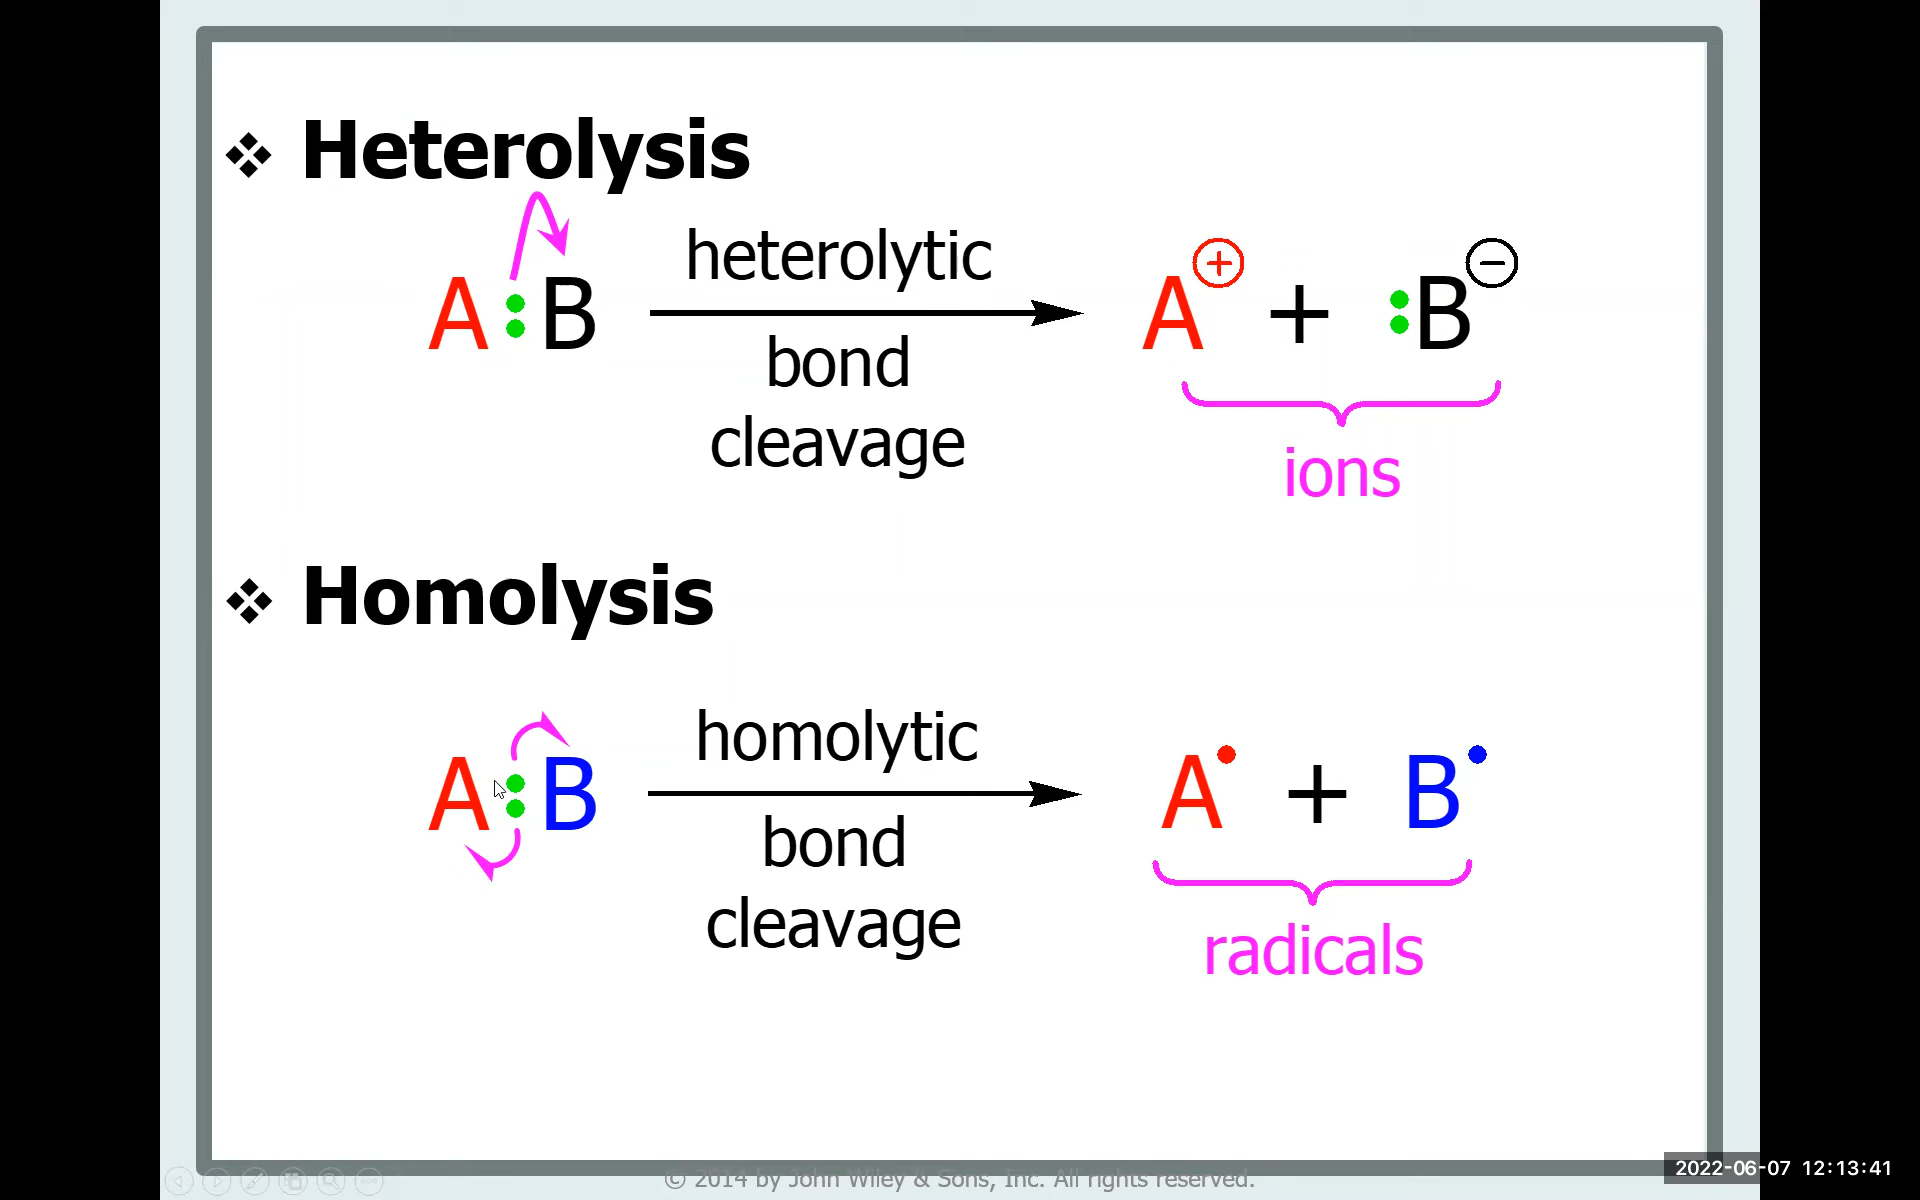 ❖ Heterolysis
A:B heterolytic A⊕ + :B⊖
bond
cleavage
ions
❖ Homolysis
A:B homolytic A• + B•
bond
cleavage
radicals
© 2014 by John Wiley & Sons, Inc. All rights reserved.
2022-06-07 12:13:41